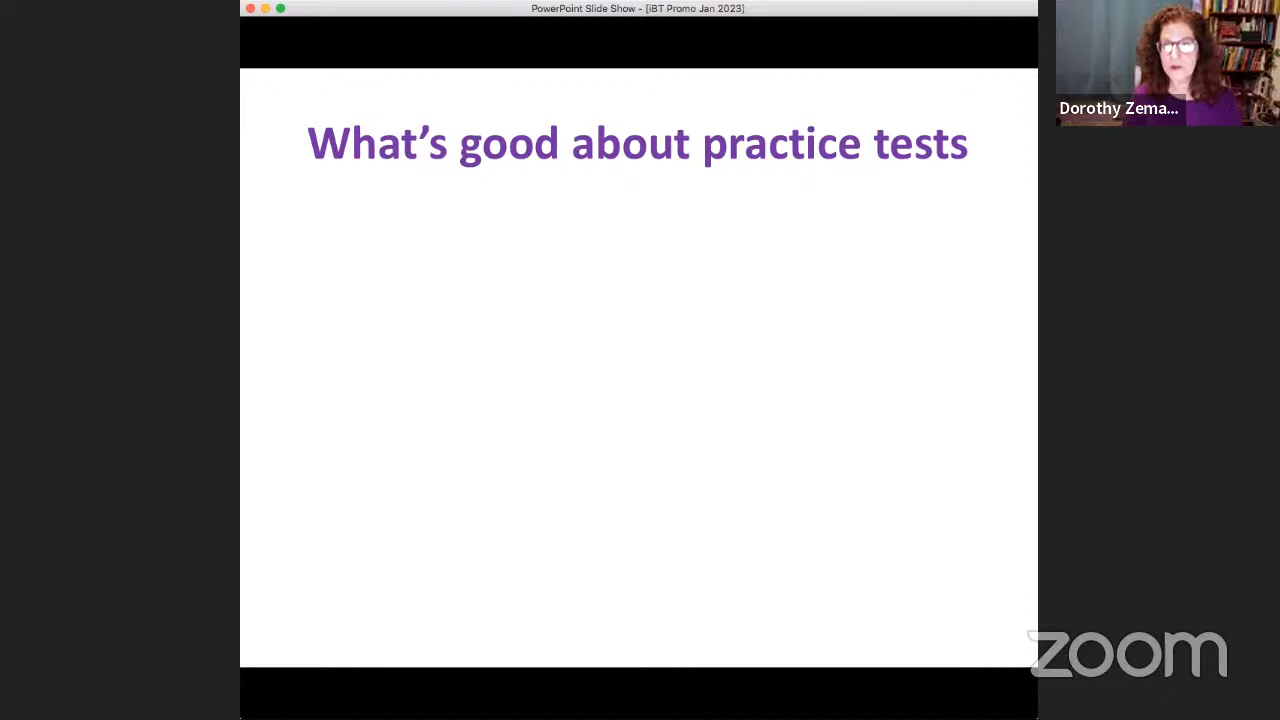 PowerPoint Slide Show - [iBT Promo Jan 2023]
What's good about practice tests
Dorothy Zema...
zoom